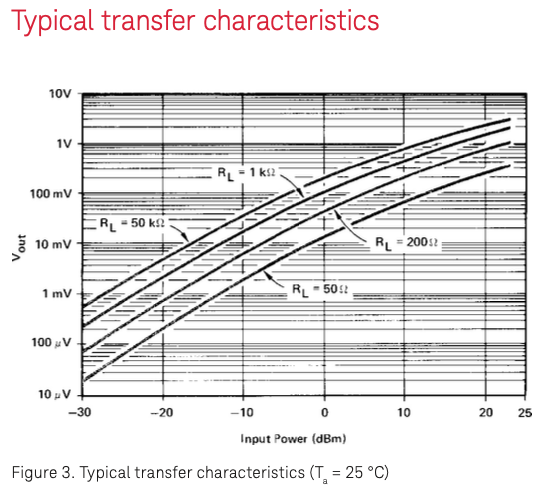 Typical transfer characteristics
10V
1V
100 mV
10 mV
1 mV
100 µV
10 µV
Vout
RL = 1 kΩ
RL = 50 kΩ
RL = 200Ω
RL = 50Ω
−30
−20
−10
0
10
20
25
Input Power (dBm)
Figure 3. Typical transfer characteristics (Ta = 25 °C)